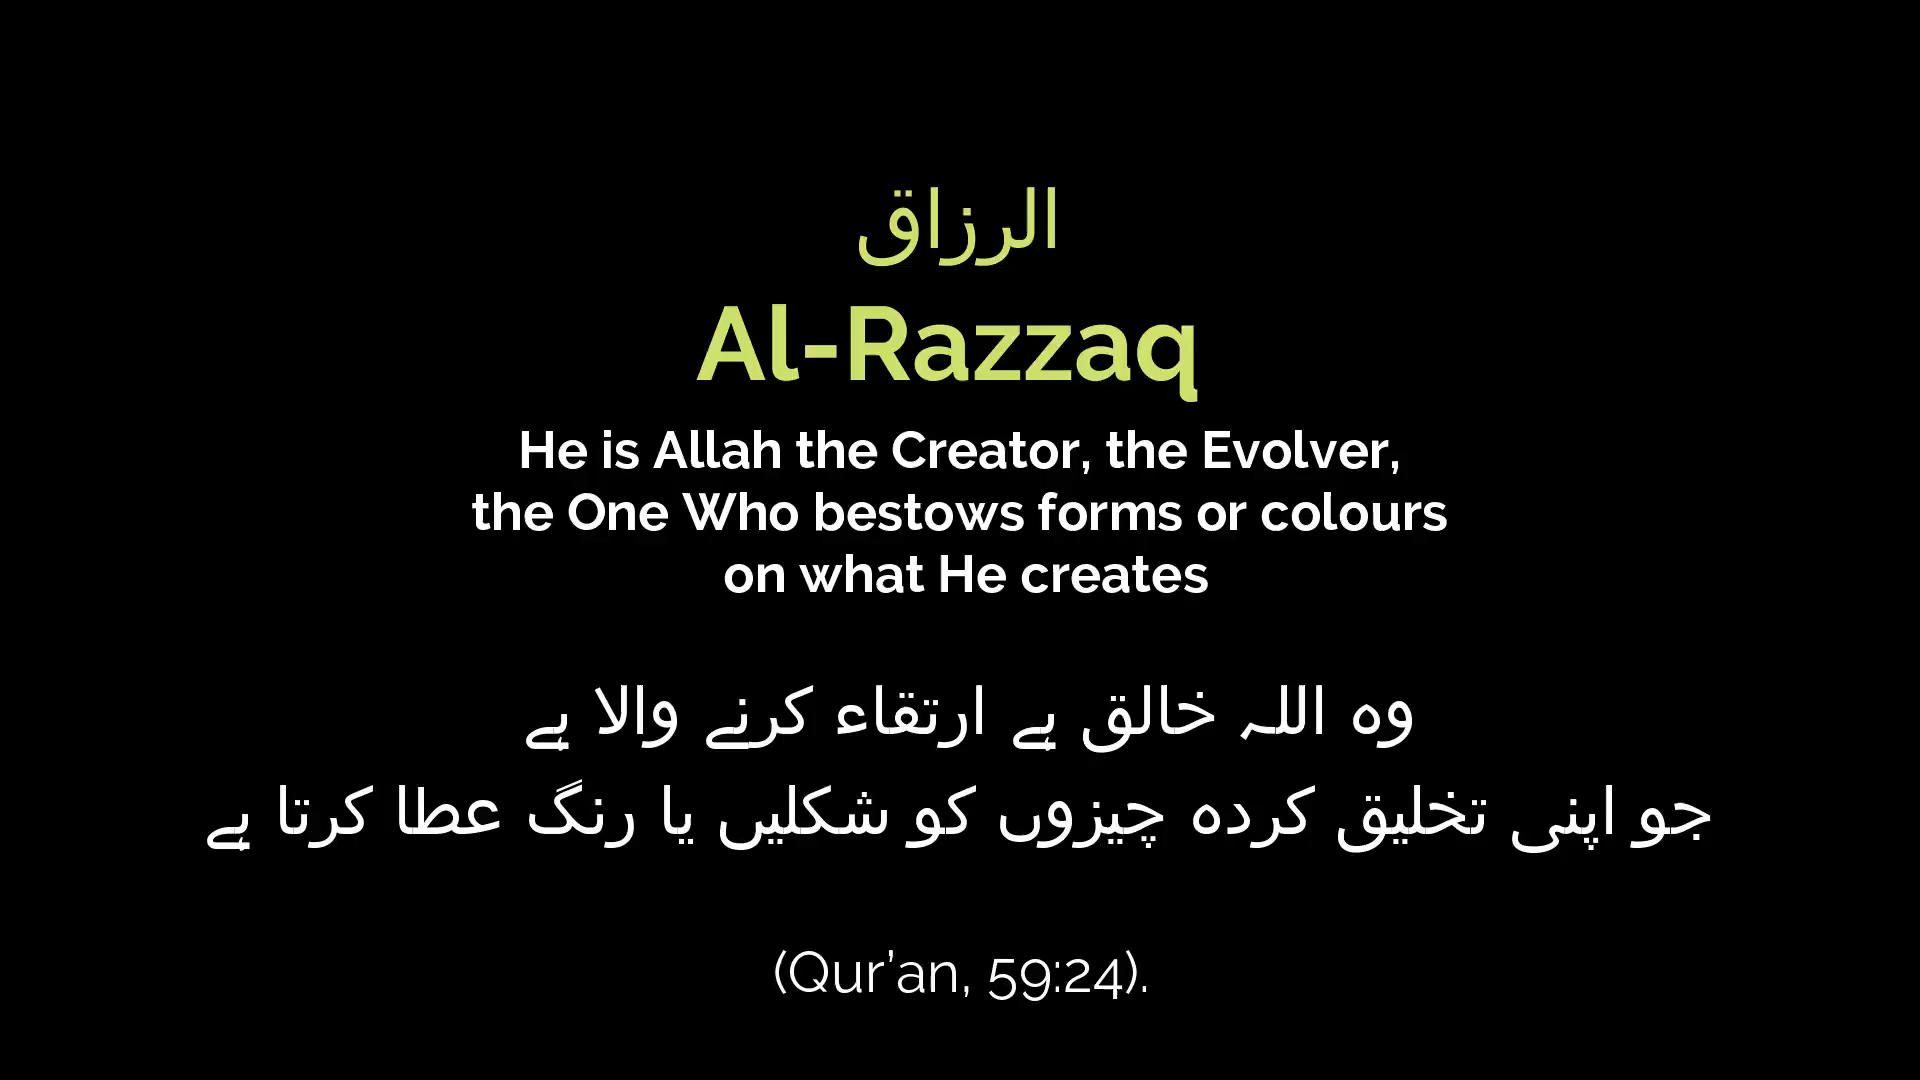 الرزاق
Al-Razzaq
He is Allah the Creator, the Evolver,
the One Who bestows forms or colours
on what He creates
وہ اللہ خالق ہے ارتقاء کرنے والا ہے
جو اپنی تخلیق کردہ چیزوں کو شکلیں یا رنگ عطا کرتا ہے
(Qur’an, 59:24).